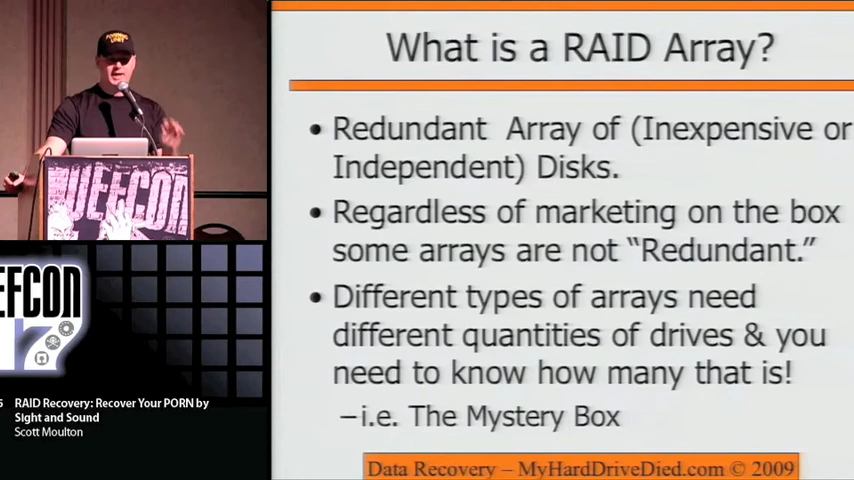 What is a RAID Array?
• Redundant Array of (Inexpensive or
Independent) Disks.
• Regardless of marketing on the box
some arrays are not “Redundant.”
• Different types of arrays need
different quantities of drives & you
need to know how many that is!
–i.e. The Mystery Box
Data Recovery – MyHardDriveDied.com © 2009
DEFCON
EFCON
17
RAID Recovery: Recover Your PORN by
Sight and Sound
Scott Moulton